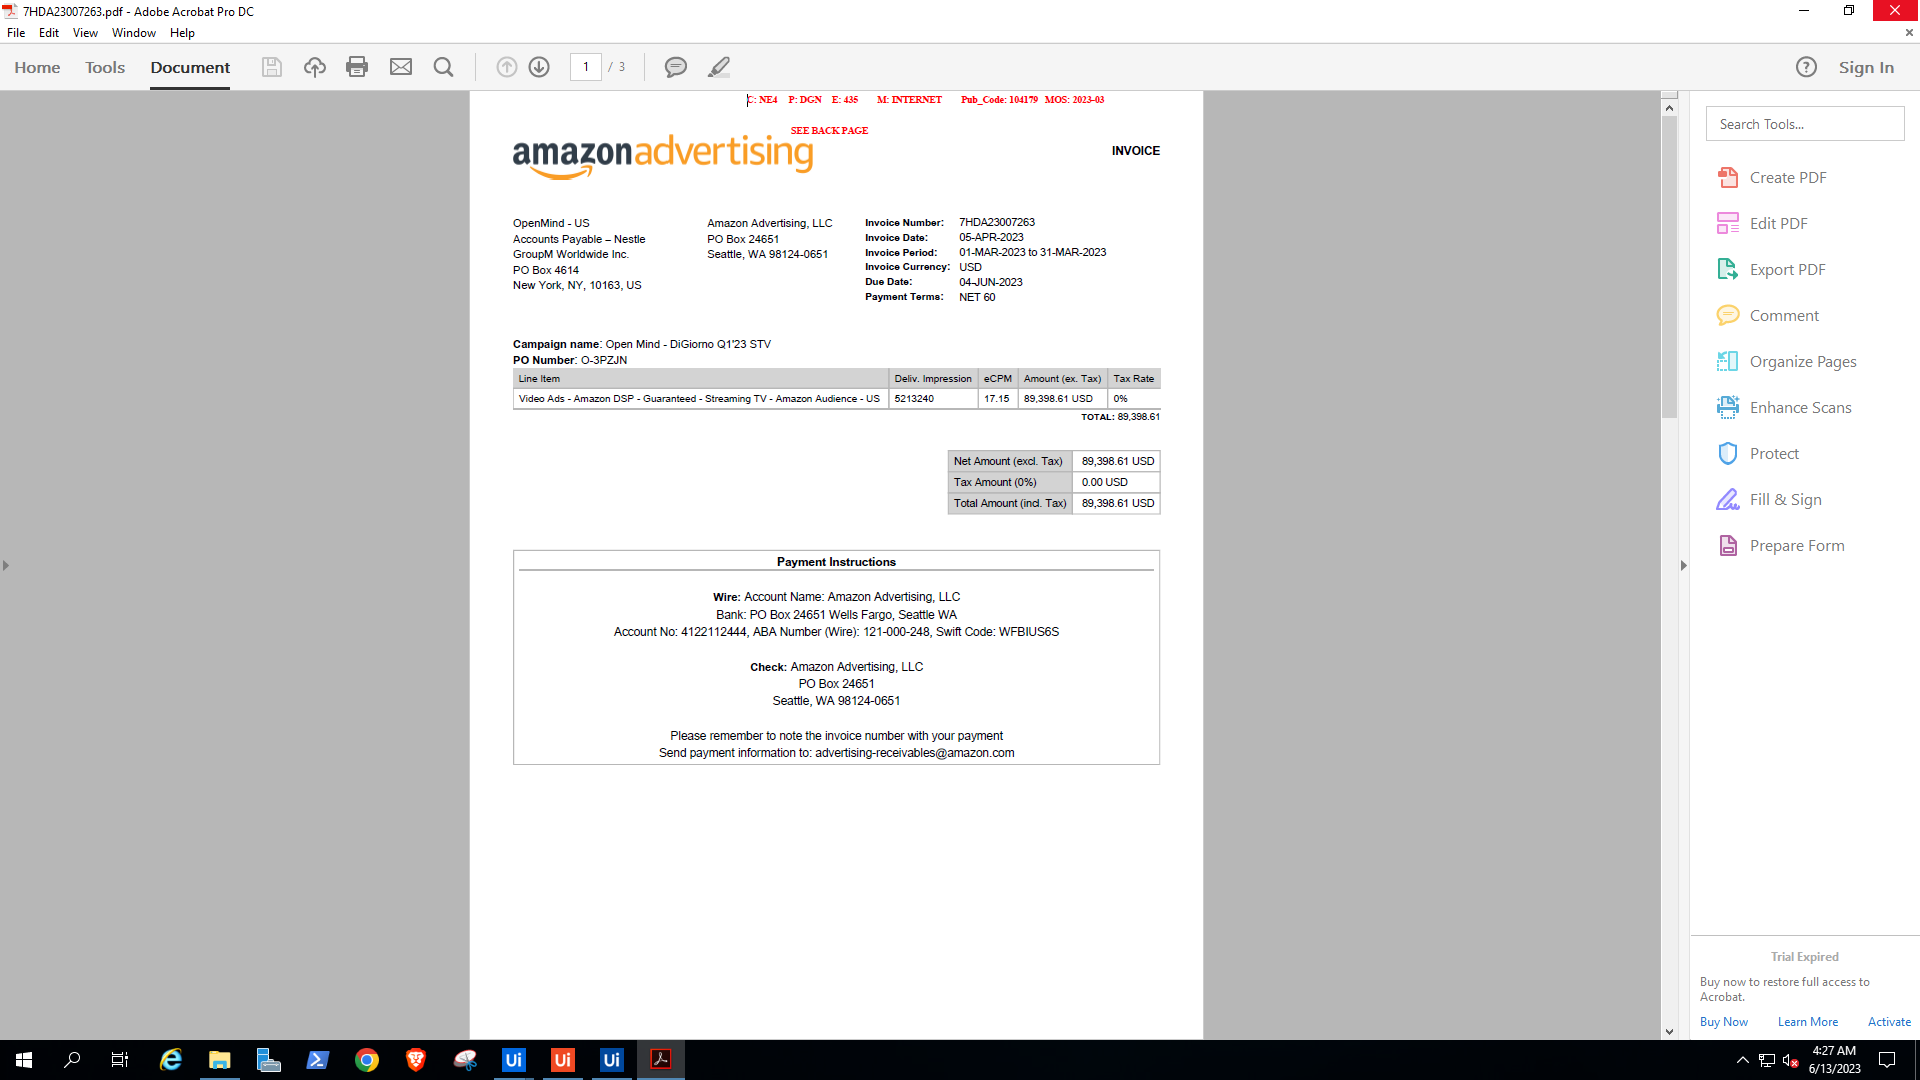 7HDA23007263.pdf - Adobe Acrobat Pro DC
File Edit View Window Help
Home Tools Document 1 / 3 Sign In
C: NE4 P: DGN E: 435 M: INTERNET Pub_Code: 104179 MOS: 2023-03
SEE BACK PAGE
amazon advertising
INVOICE
OpenMind - US
Accounts Payable – Nestle
GroupM Worldwide Inc.
PO Box 4614
New York, NY, 10163, US
Amazon Advertising, LLC
PO Box 24651
Seattle, WA 98124-0651
Invoice Number: 7HDA23007263
Invoice Date: 05-APR-2023
Invoice Period: 01-MAR-2023 to 31-MAR-2023
Invoice Currency: USD
Due Date: 04-JUN-2023
Payment Terms: NET 60
Campaign name: Open Mind - DiGiorno Q1'23 STV
PO Number: O-3PZJN
Line Item Deliv. Impression eCPM Amount (ex. Tax) Tax Rate
Video Ads - Amazon DSP - Guaranteed - Streaming TV - Amazon Audience - US 5213240 17.15 89,398.61 USD 0%
TOTAL: 89,398.61
Net Amount (excl. Tax) 89,398.61 USD
Tax Amount (0%) 0.00 USD
Total Amount (incl. Tax) 89,398.61 USD
Payment Instructions
Wire: Account Name: Amazon Advertising, LLC
Bank: PO Box 24651 Wells Fargo, Seattle WA
Account No: 4122112444, ABA Number (Wire): 121-000-248, Swift Code: WFBIUS6S
Check: Amazon Advertising, LLC
PO Box 24651
Seattle, WA 98124-0651
Please remember to note the invoice number with your payment
Send payment information to: advertising-receivables@amazon.com
Search Tools...
Create PDF
Edit PDF
Export PDF
Comment
Organize Pages
Enhance Scans
Protect
Fill & Sign
Prepare Form
Trial Expired
Buy now to restore full access to
Acrobat.
Buy Now Learn More Activate
Ui Ui Ui
4:27 AM
6/13/2023